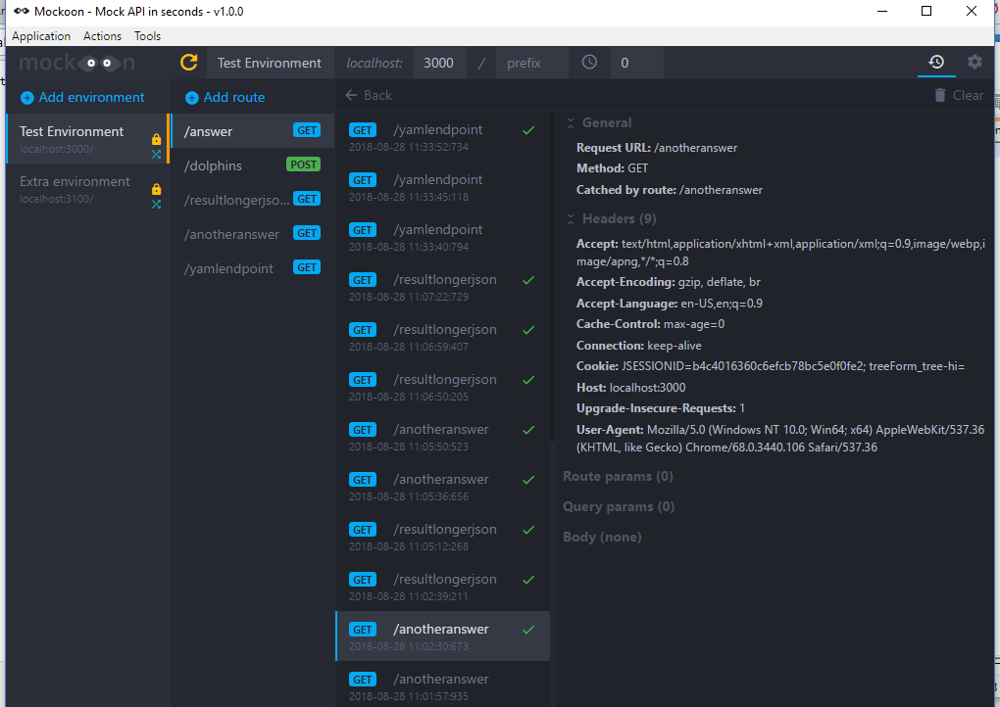 Mockoon - Mock API in seconds - v1.0.0
Application Actions Tools
mockoon
Test Environment localhost: 3000 / prefix 0
Add environment
Add route
Back
Clear
Test Environment
localhost:3000/
Extra environment
localhost:3100/
/answer GET
/dolphins POST
/resultlongerjso... GET
/anotheranswer GET
/yamlendpoint GET
GET /yamlendpoint
2018-08-28 11:33:52:734
GET /yamlendpoint
2018-08-28 11:33:45:118
GET /yamlendpoint
2018-08-28 11:33:40:794
GET /resultlongerjson
2018-08-28 11:07:22:729
GET /resultlongerjson
2018-08-28 11:06:59:407
GET /resultlongerjson
2018-08-28 11:06:50:205
GET /anotheranswer
2018-08-28 11:05:50:523
GET /anotheranswer
2018-08-28 11:05:36:656
GET /resultlongerjson
2018-08-28 11:05:12:268
GET /resultlongerjson
2018-08-28 11:02:39:211
GET /anotheranswer
2018-08-28 11:02:30:673
GET /anotheranswer
2018-08-28 11:01:57:935
General
Request URL: /anotheranswer
Method: GET
Catched by route: /anotheranswer
Headers (9)
Accept: text/html,application/xhtml+xml,application/xml;q=0.9,image/webp,i
mage/apng,*/*;q=0.8
Accept-Encoding: gzip, deflate, br
Accept-Language: en-US,en;q=0.9
Cache-Control: max-age=0
Connection: keep-alive
Cookie: JSESSIONID=b4c4016360c6efcb78bc5e0f0fe2; treeForm_tree-hi=
Host: localhost:3000
Upgrade-Insecure-Requests: 1
User-Agent: Mozilla/5.0 (Windows NT 10.0; Win64; x64) AppleWebKit/537.36
(KHTML, like Gecko) Chrome/68.0.3440.106 Safari/537.36
Route params (0)
Query params (0)
Body (none)